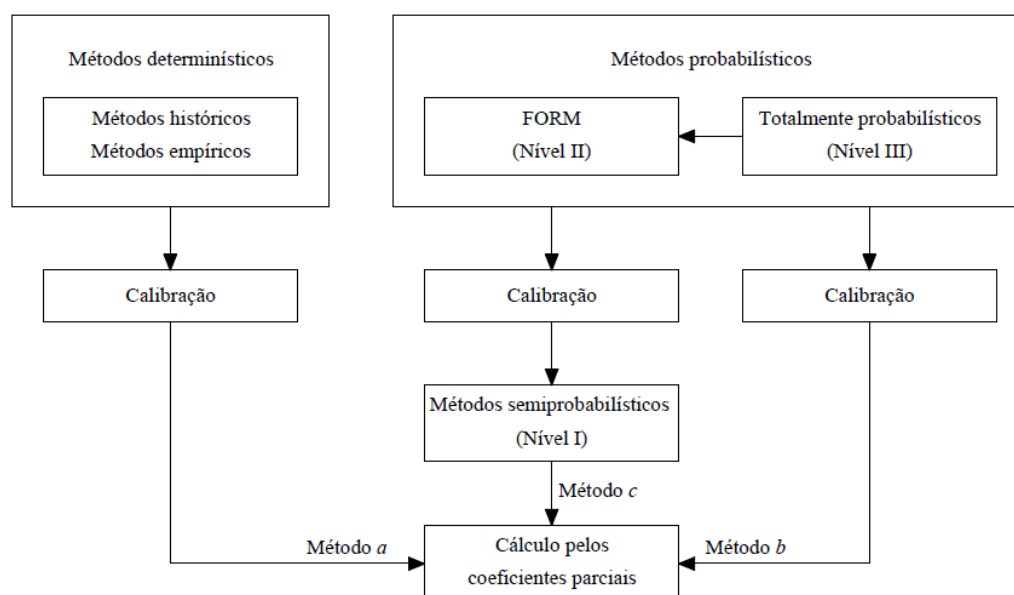 Métodos determinísticos
Métodos históricos
Métodos empíricos
Métodos probabilísticos
FORM
(Nível II)
Totalmente probabilísticos
(Nível III)
Calibração
Calibração
Calibração
Métodos semiprobabilísticos
(Nível I)
Método c
Método a
Cálculo pelos
coeficientes parciais
Método b